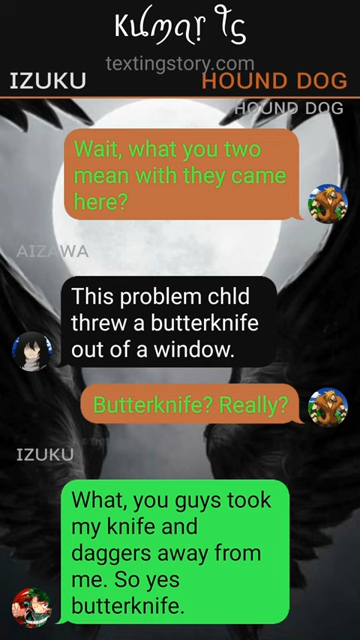 textingstory.com
IZUKU
HOUND DOG
HOUND DOG
Wait, what you two
mean with they came
here?
AIZAWA
This problem chld
threw a butterknife
out of a window.
Butterknife? Really?
IZUKU
What, you guys took
my knife and
daggers away from
me. So yes
butterknife.